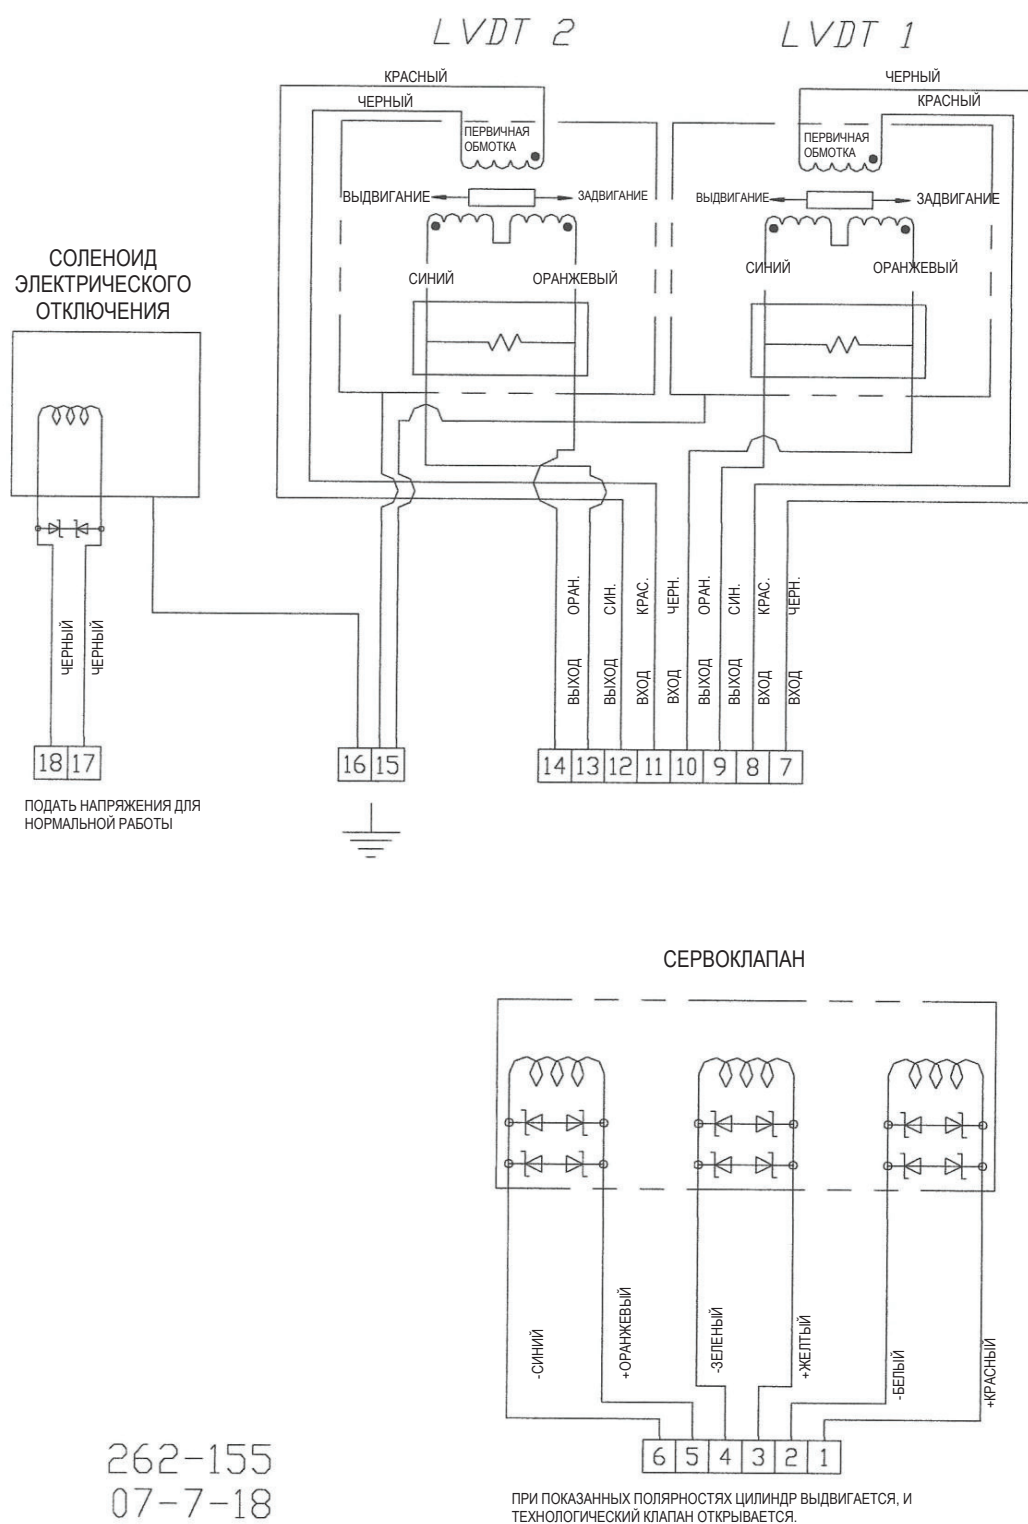 LVDT 2
LVDT 1
КРАСНЫЙ
ЧЕРНЫЙ
ЧЕРНЫЙ
КРАСНЫЙ
ПЕРВИЧНАЯ
ОБМОТКА
ПЕРВИЧНАЯ
ОБМОТКА
ВЫДВИГАНИЕ
ЗАДВИГАНИЕ
ВЫДВИГАНИЕ
ЗАДВИГАНИЕ
СОЛЕНОИД
ЭЛЕКТРИЧЕСКОГО
ОТКЛЮЧЕНИЯ
СИНИЙ
ОРАНЖЕВЫЙ
СИНИЙ
ОРАНЖЕВЫЙ
ЧЕРНЫЙ
ЧЕРНЫЙ
ВЫХОД ОРАН.
ВЫХОД СИН.
ВХОД КРАС.
ВХОД ЧЕРН.
ВЫХОД ОРАН.
ВЫХОД СИН.
ВХОД КРАС.
ВХОД ЧЕРН.
18 17
16 15
14 13 12 11 10 9 8 7
ПОДАТЬ НАПРЯЖЕНИЯ ДЛЯ
НОРМАЛЬНОЙ РАБОТЫ
СЕРВОКЛАПАН
-СИНИЙ
+ОРАНЖЕВЫЙ
-ЗЕЛЕНЫЙ
+ЖЕЛТЫЙ
-БЕЛЫЙ
+КРАСНЫЙ
6 5 4 3 2 1
262-155
07-7-18
ПРИ ПОКАЗАННЫХ ПОЛЯРНОСТЯХ ЦИЛИНДР ВЫДВИГАЕТСЯ, И
ТЕХНОЛОГИЧЕСКИЙ КЛАПАН ОТКРЫВАЕТСЯ.